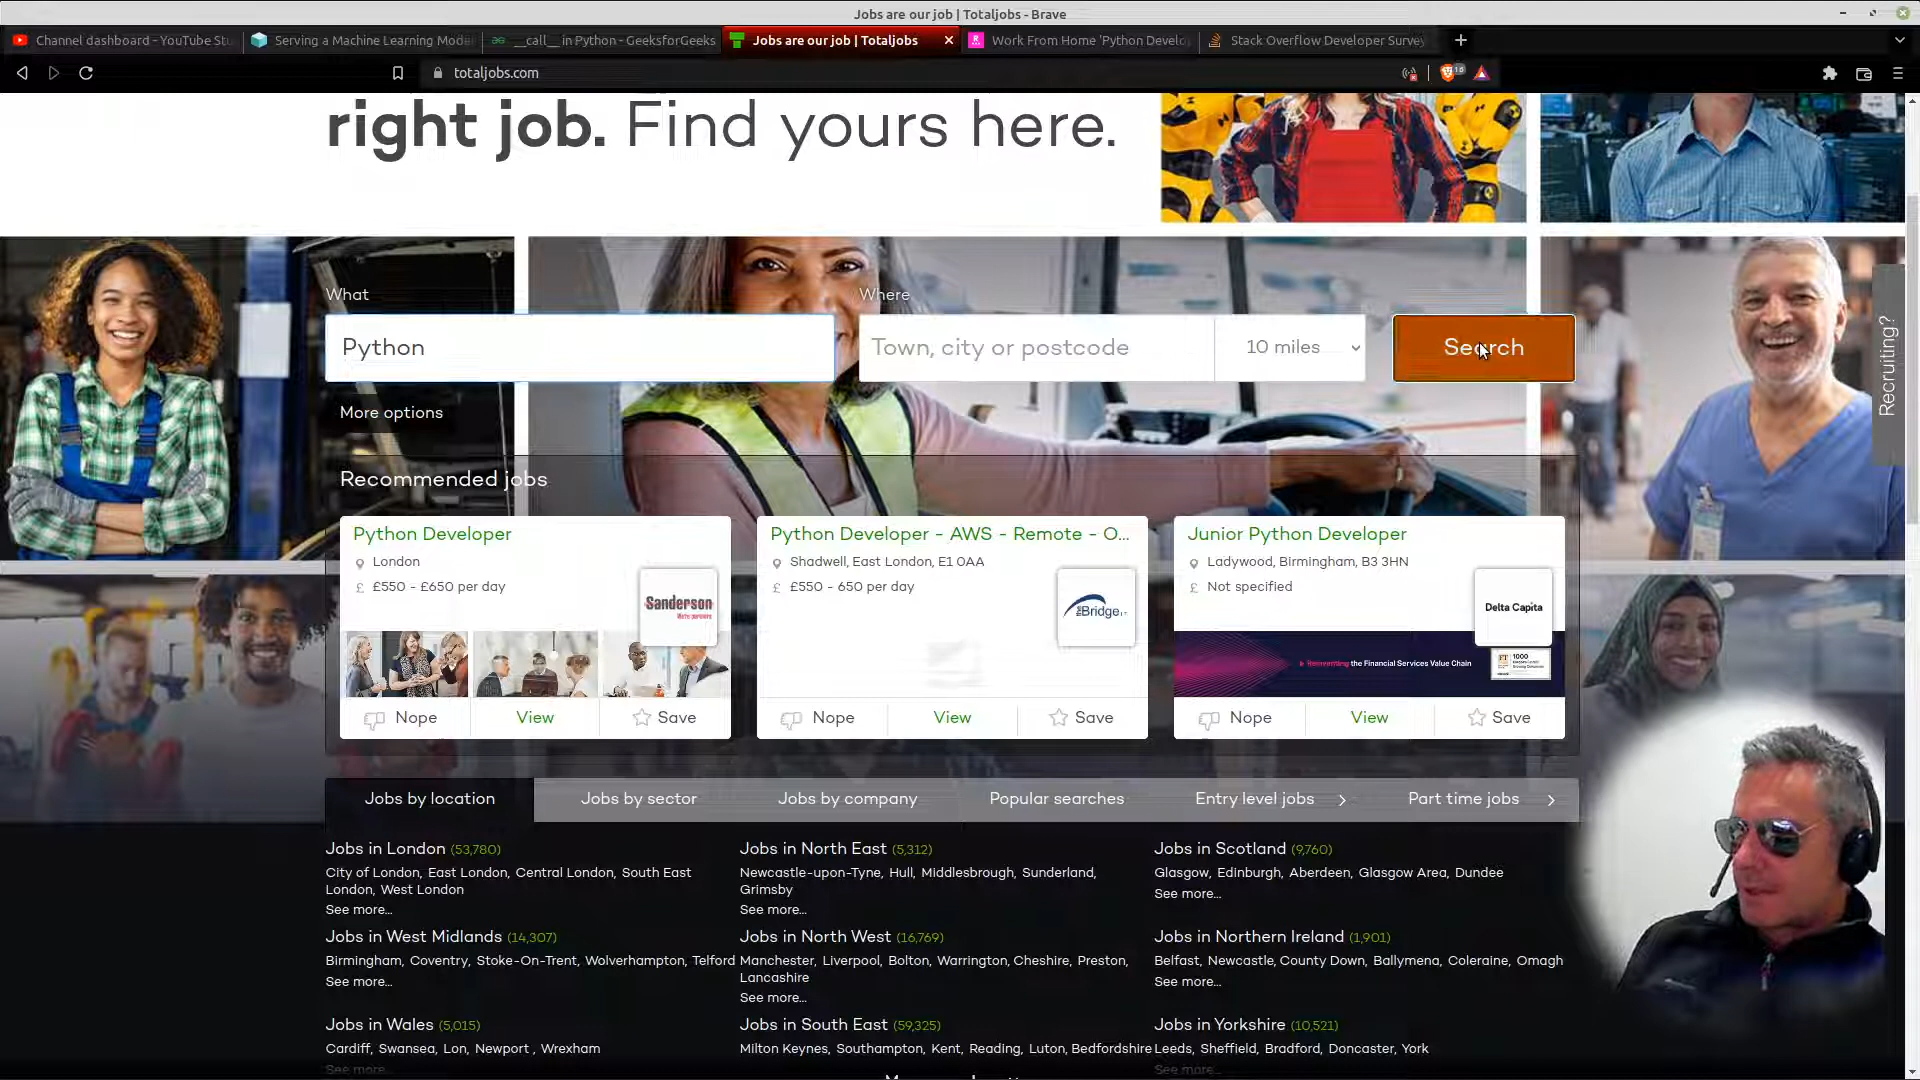 Jobs are our job | Totaljobs - Brave
Channel dashboard - YouTube Stu
Serving a Machine Learning Mode
__call__ in Python - GeeksforGeeks
Jobs are our job | Totaljobs
Work From Home 'Python Develo
Stack Overflow Developer Survey
totaljobs.com
16
right job. Find yours here.
What
Where
Python
Town, city or postcode
10 miles
Search
Recruiting?
More options
Recommended jobs
Python Developer
London
£ £550 - £650 per day
Sanderson
Nope
View
Save
Python Developer - AWS - Remote - O...
Shadwell, East London, E1 0AA
£ £550 - 650 per day
Bridge
Nope
View
Save
Junior Python Developer
Ladywood, Birmingham, B3 3HN
£ Not specified
Delta Capita
Reinventing the Financial Services Value Chain
FT 1000
Nope
View
Save
Jobs by location
Jobs by sector
Jobs by company
Popular searches
Entry level jobs
Part time jobs
Jobs in London (53,780)
City of London, East London, Central London, South East
London, West London
See more...
Jobs in North East (5,312)
Newcastle-upon-Tyne, Hull, Middlesbrough, Sunderland,
Grimsby
See more...
Jobs in Scotland (9,760)
Glasgow, Edinburgh, Aberdeen, Glasgow Area, Dundee
See more...
Jobs in West Midlands (14,307)
Birmingham, Coventry, Stoke-On-Trent, Wolverhampton, Telford
See more...
Jobs in North West (16,769)
Manchester, Liverpool, Bolton, Warrington, Cheshire, Preston,
Lancashire
See more...
Jobs in Northern Ireland (1,901)
Belfast, Newcastle, County Down, Ballymena, Coleraine, Omagh
See more...
Jobs in Wales (5,015)
Cardiff, Swansea, Lon, Newport , Wrexham
See more...
Jobs in South East (59,325)
Milton Keynes, Southampton, Kent, Reading, Luton, Bedfordshire
Jobs in Yorkshire (10,521)
Leeds, Sheffield, Bradford, Doncaster, York
See more...